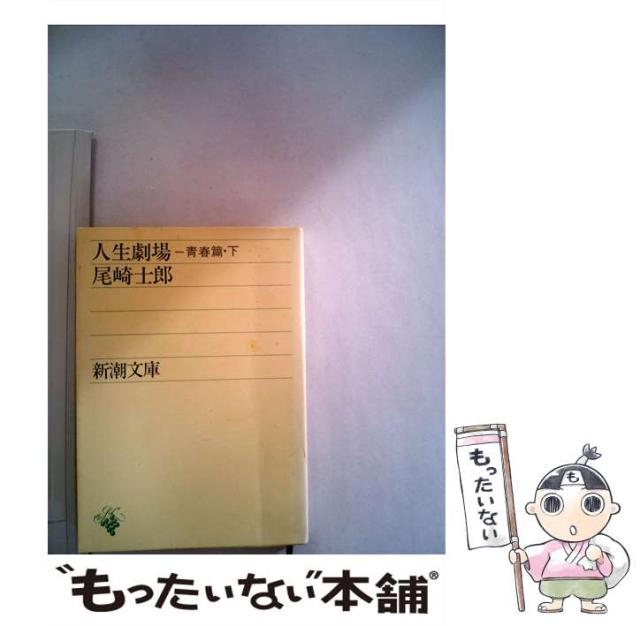 人生劇場 ―青春篇・下
尾崎士郎
新潮文庫
もったいない
も
“もったいない”本舗®